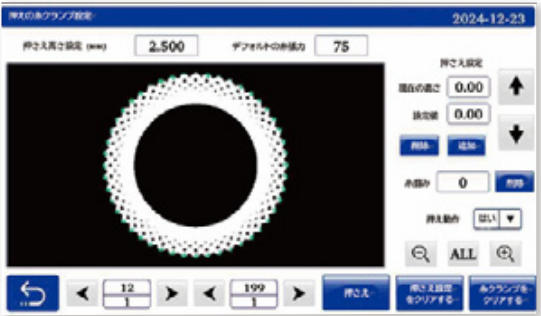 押えの糸クランプ設定
2024-12-23
押さえ高さ設定 (mm) 2.500 デフォルトの糸張力 75
押さえ設定
現在の高さ 0.00
設定値 0.00
削除 追加
糸掴み 0 削除
押え動作 はい
ALL
12
1
199
1
押さえ
押さえ設定
をクリアする
糸クランプを
クリアする